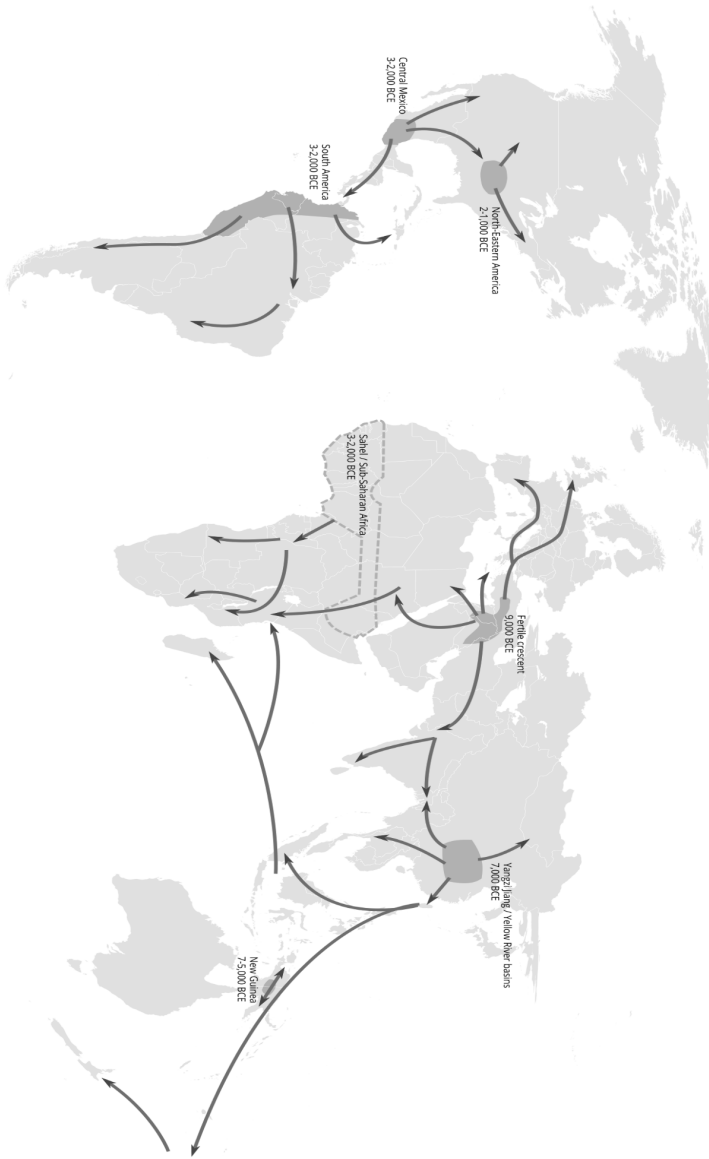 Central Mexico
3-2,000 BCE
North-Eastern America
2-1,000 BCE
South America
3-2,000 BCE
Fertile crescent
9,000 BCE
Sahel / Sub-Saharan Africa
3-2,000 BCE
Yangzi Jiang / Yellow River basins
7,000 BCE
New Guinea
7-5,000 BCE